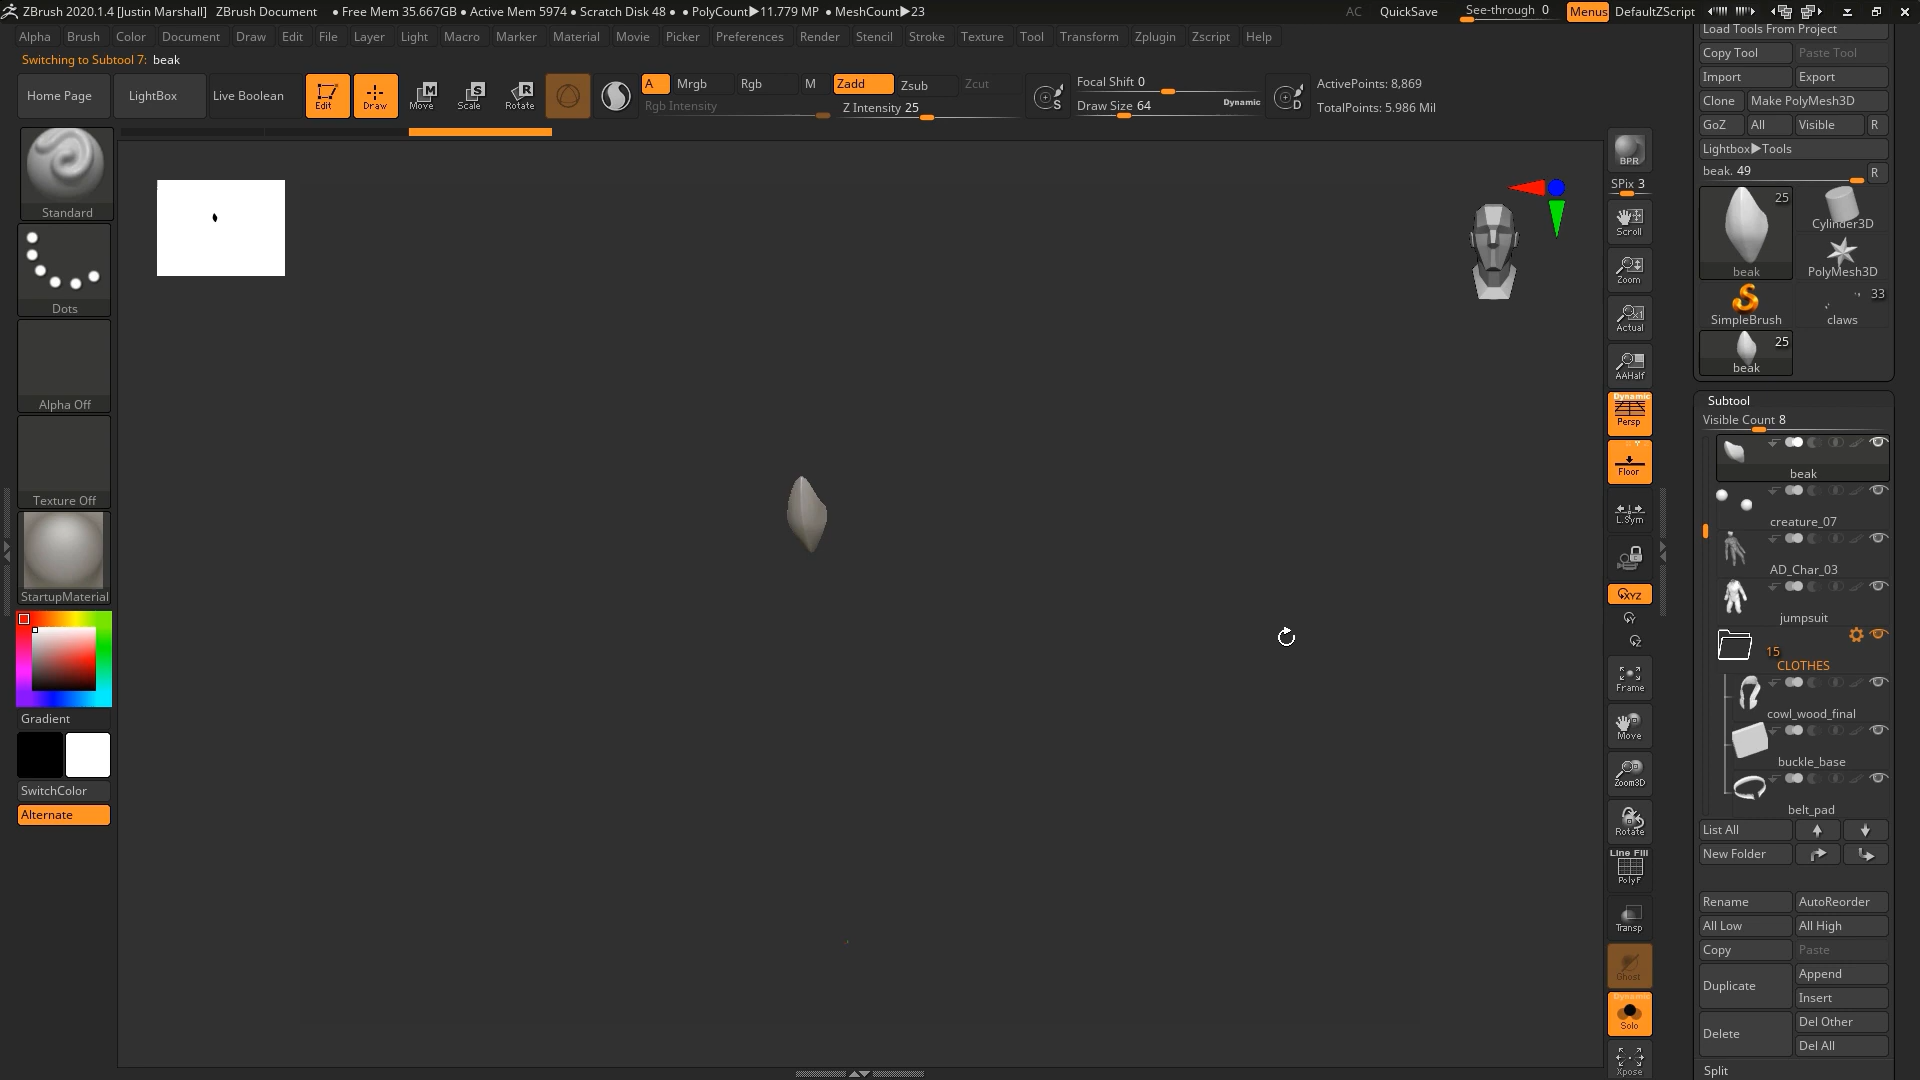 ZBrush 2020.1.4 [Justin Marshall] ZBrush Document ● Free Mem 35.667GB ● Active Mem 5974 ● Scratch Disk 48 ● ● PolyCount▶11.779 MP ● MeshCount▶23 AC QuickSave See-through 0 Menus DefaultZScript
Alpha Brush Color Document Draw Edit File Layer Light Macro Marker Material Movie Picker Preferences Render Stencil Stroke Texture Tool Transform Zplugin Zscript Help
Switching to Subtool 7: beak
Home Page LightBox Live Boolean Edit Draw Move Scale Rotate A Mrgb Rgb M Zadd Zsub Zcut
Rgb Intensity Z Intensity 25
Focal Shift 0
Draw Size 64 Dynamic
ActivePoints: 8,869
TotalPoints: 5.986 Mil
Standard
Dots
Alpha Off
Texture Off
StartupMaterial
Gradient
SwitchColor
Alternate
BPR
SPix 3
Scroll
Zoom
Actual
AAHalf
Dynamic
Persp
Floor
L.Sym
XYZ
Y
Z
Frame
Move
Zoom3D
Rotate
Line Fill
PolyF
Transp
Ghost
Dynamic
Solo
Xpose
Load Tools From Project
Copy Tool Paste Tool
Import Export
Clone Make PolyMesh3D
GoZ All Visible R
Lightbox▶Tools
beak. 49 R
25
beak
Cylinder3D
PolyMesh3D
SimpleBrush
33
claws
25
beak
Subtool
Visible Count 8
beak
creature_07
AD_Char_03
jumpsuit
15
CLOTHES
cowl_wood_final
buckle_base
belt_pad
List All
New Folder
Rename AutoReorder
All Low All High
Copy Paste
Duplicate Append
Insert
Delete Del Other
Del All
Split